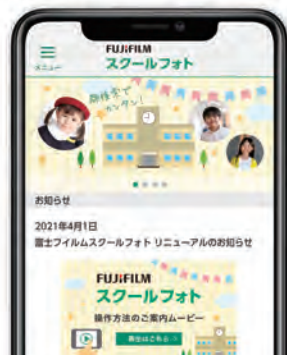 FUJIFILM
スクールフォト
メニュー
御婦家で
カンタン!
お知らせ
2021年4月1日
富士フイルムスクールフォト リニューアルのお知らせ
FUJIFILM
スクールフォト
操作方法のご案内ムービー
再生はこちら